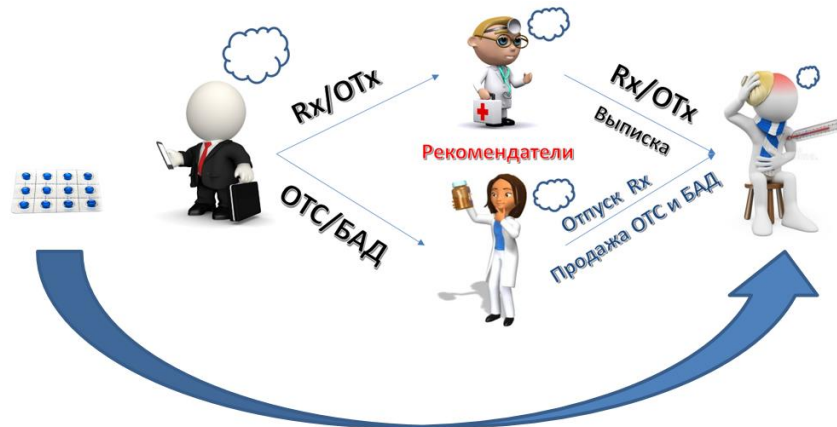 Rx/OTx
ОТС/БАД
Рекомендатели
Rx/OTx
Выписка
Отпуск Rx
Продажа ОТС и БАД